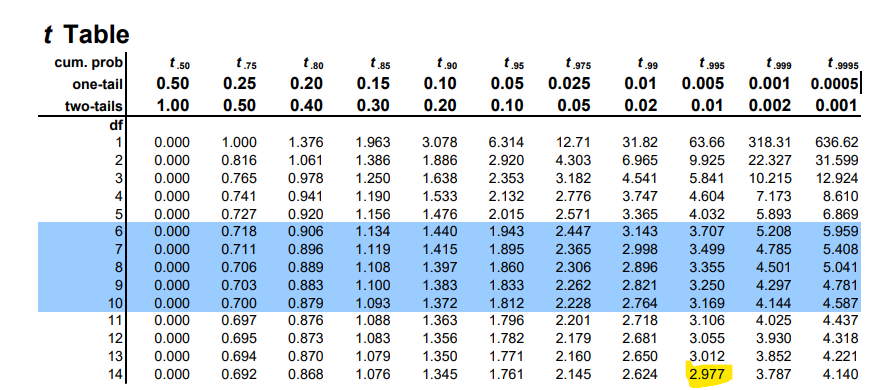 t Table
cum. prob t .50 t .75 t .80 t .85 t .90 t .95 t .975 t .99 t .995 t .999 t .9995
one-tail 0.50 0.25 0.20 0.15 0.10 0.05 0.025 0.01 0.005 0.001 0.0005
two-tails 1.00 0.50 0.40 0.30 0.20 0.10 0.05 0.02 0.01 0.002 0.001
df
1 0.000 1.000 1.376 1.963 3.078 6.314 12.71 31.82 63.66 318.31 636.62
2 0.000 0.816 1.061 1.386 1.886 2.920 4.303 6.965 9.925 22.327 31.599
3 0.000 0.765 0.978 1.250 1.638 2.353 3.182 4.541 5.841 10.215 12.924
4 0.000 0.741 0.941 1.190 1.533 2.132 2.776 3.747 4.604 7.173 8.610
5 0.000 0.727 0.920 1.156 1.476 2.015 2.571 3.365 4.032 5.893 6.869
6 0.000 0.718 0.906 1.134 1.440 1.943 2.447 3.143 3.707 5.208 5.959
7 0.000 0.711 0.896 1.119 1.415 1.895 2.365 2.998 3.499 4.785 5.408
8 0.000 0.706 0.889 1.108 1.397 1.860 2.306 2.896 3.355 4.501 5.041
9 0.000 0.703 0.883 1.100 1.383 1.833 2.262 2.821 3.250 4.297 4.781
10 0.000 0.700 0.879 1.093 1.372 1.812 2.228 2.764 3.169 4.144 4.587
11 0.000 0.697 0.876 1.088 1.363 1.796 2.201 2.718 3.106 4.025 4.437
12 0.000 0.695 0.873 1.083 1.356 1.782 2.179 2.681 3.055 3.930 4.318
13 0.000 0.694 0.870 1.079 1.350 1.771 2.160 2.650 3.012 3.852 4.221
14 0.000 0.692 0.868 1.076 1.345 1.761 2.145 2.624 2.977 3.787 4.140